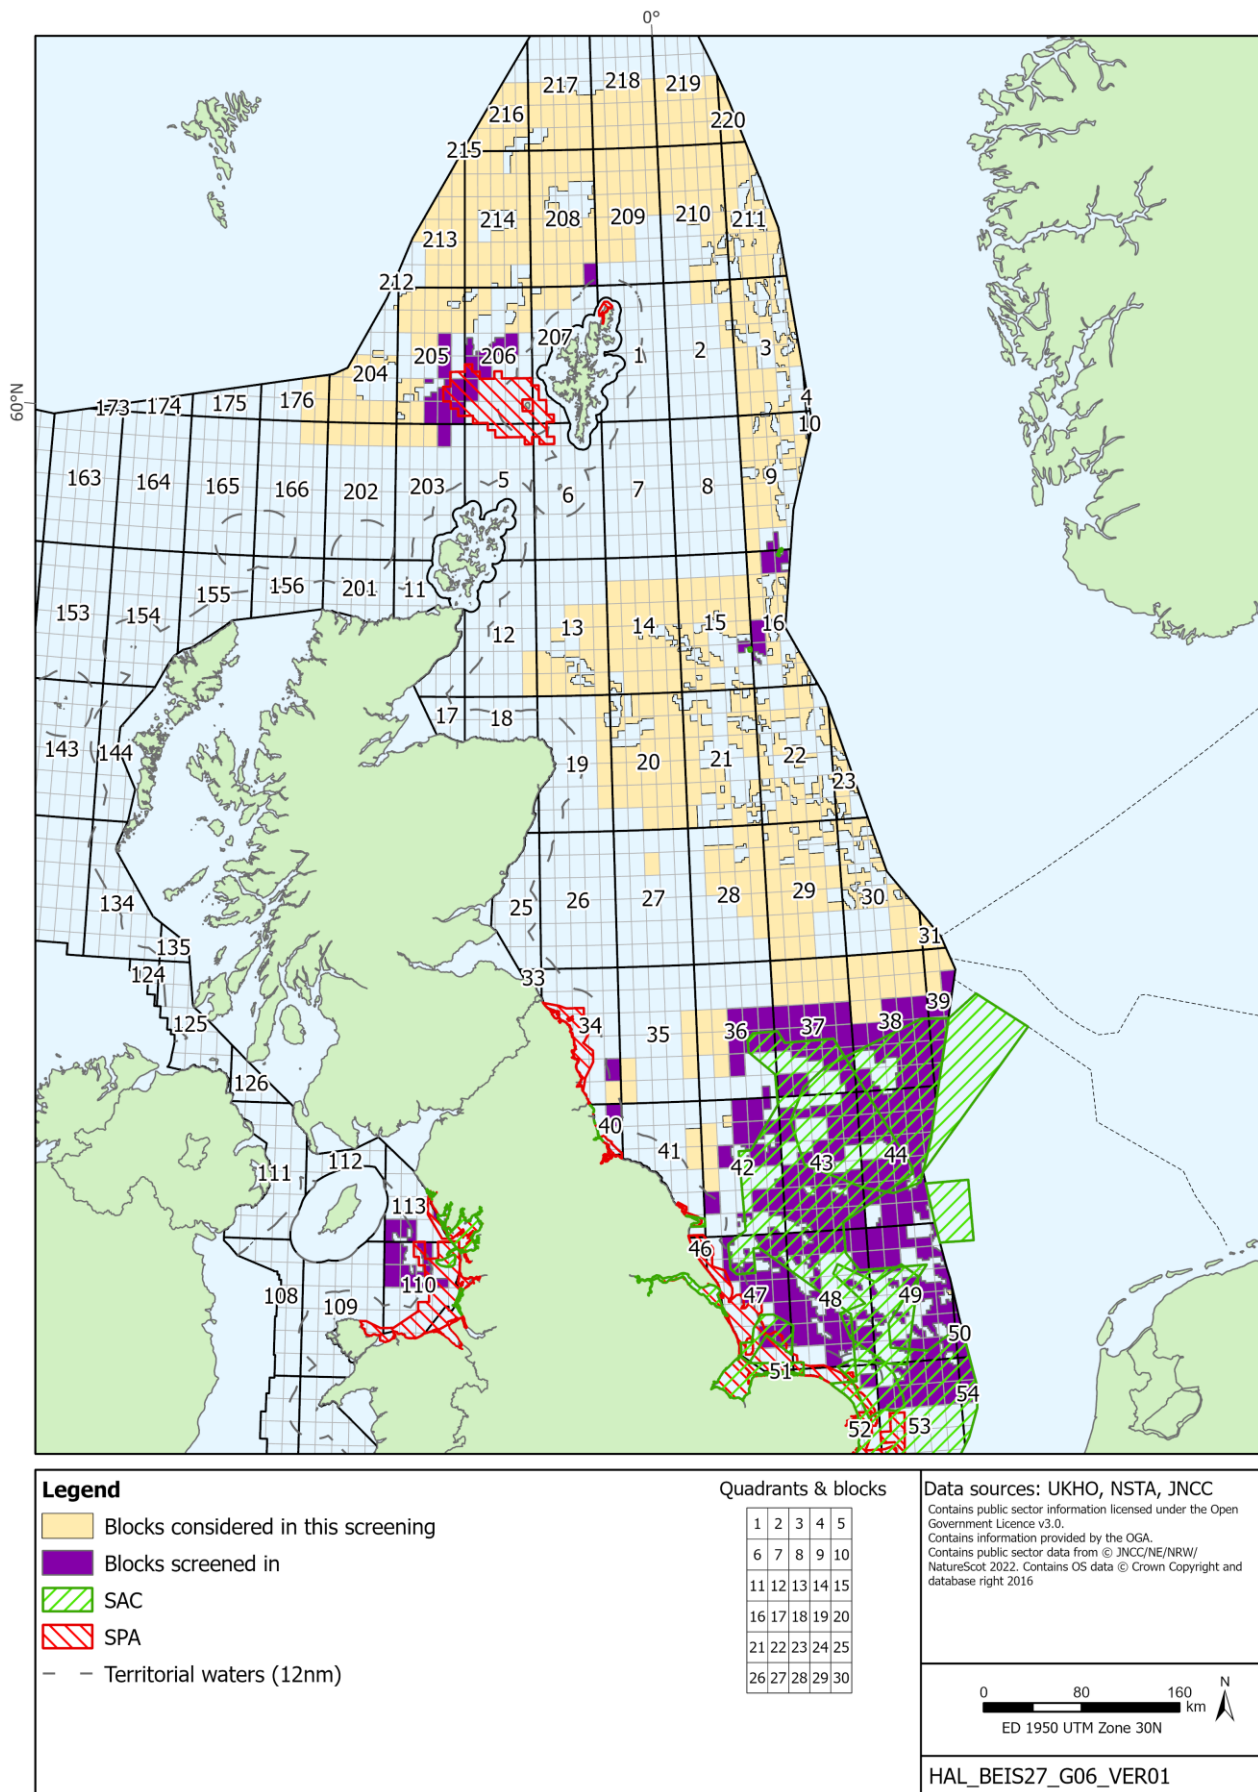 0°
217 218 219
216
220
215
214 208 209 210 211
213
212
207
205 206 1 2 3
204
60°N
173 174 175 176
4
10
163 164 165 166 202 203 5 6 7 8 9
153 154 155 156 201 11
12 13 14 15 16
17 18
143 144
19 20 21 22 23
134
25 26 27 28 29 30
135
31
124
33
125
34 35 36 37 38 39
126
40 41 42 43 44
111 112
113
46
108 109 110
47 48 49
50
51
52 53 54
Legend
Blocks considered in this screening
Blocks screened in
SAC
SPA
Territorial waters (12nm)
Quadrants & blocks
1 2 3 4 5
6 7 8 9 10
11 12 13 14 15
16 17 18 19 20
21 22 23 24 25
26 27 28 29 30
Data sources: UKHO, NSTA, JNCC
Contains public sector information licensed under the Open
Government Licence v3.0.
Contains information provided by the OGA.
Contains public sector data from © JNCC/NE/NRW/
NatureScot 2022. Contains OS data © Crown Copyright and
database right 2016
N
0 80 160
km
ED 1950 UTM Zone 30N
HAL_BEIS27_G06_VER01